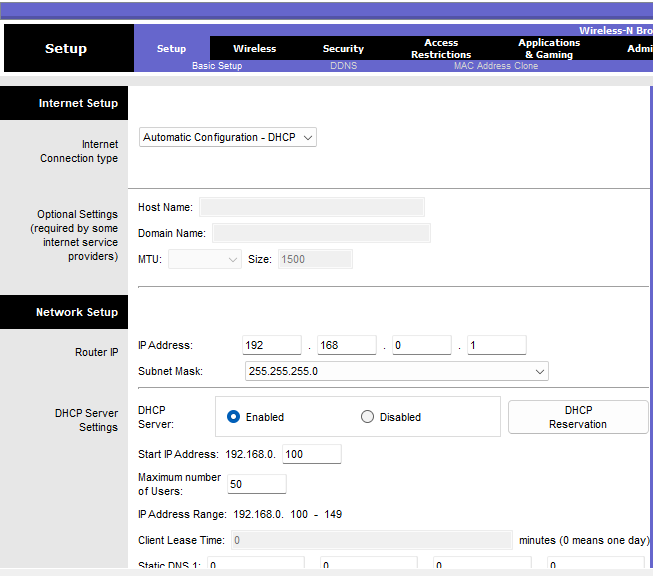 Wireless-N Bro
Setup
Setup Wireless Security Access Restrictions Applications & Gaming Admi
Basic Setup DDNS MAC Address Clone
Internet Setup
Internet Connection type
Automatic Configuration - DHCP
Optional Settings
(required by some
internet service
providers)
Host Name:
Domain Name:
MTU: Size: 1500
Network Setup
Router IP
IP Address: 192 . 168 . 0 . 1
Subnet Mask: 255.255.255.0
DHCP Server
Settings
DHCP
Server:
Enabled Disabled
DHCP
Reservation
Start IP Address: 192.168.0. 100
Maximum number
of Users: 50
IP Address Range: 192.168.0. 100 - 149
Client Lease Time: 0 minutes (0 means one day)
Static DNS 1: 0 0 0 0